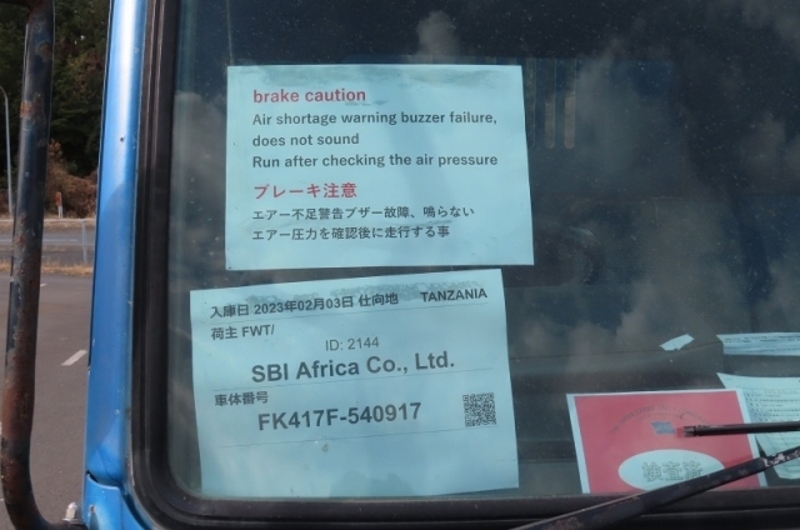 brake caution
Air shortage warning buzzer failure,
does not sound
Run after checking the air pressure
ブレーキ注意
エアー不足警告ブザー故障、鳴らない
エアー圧力を確認後に走行する事
入庫日 2023年02月03日 仕向地 TANZANIA
荷主 FWT/
ID: 2144
SBI Africa Co., Ltd.
車体番号
FK417F-540917
検査済